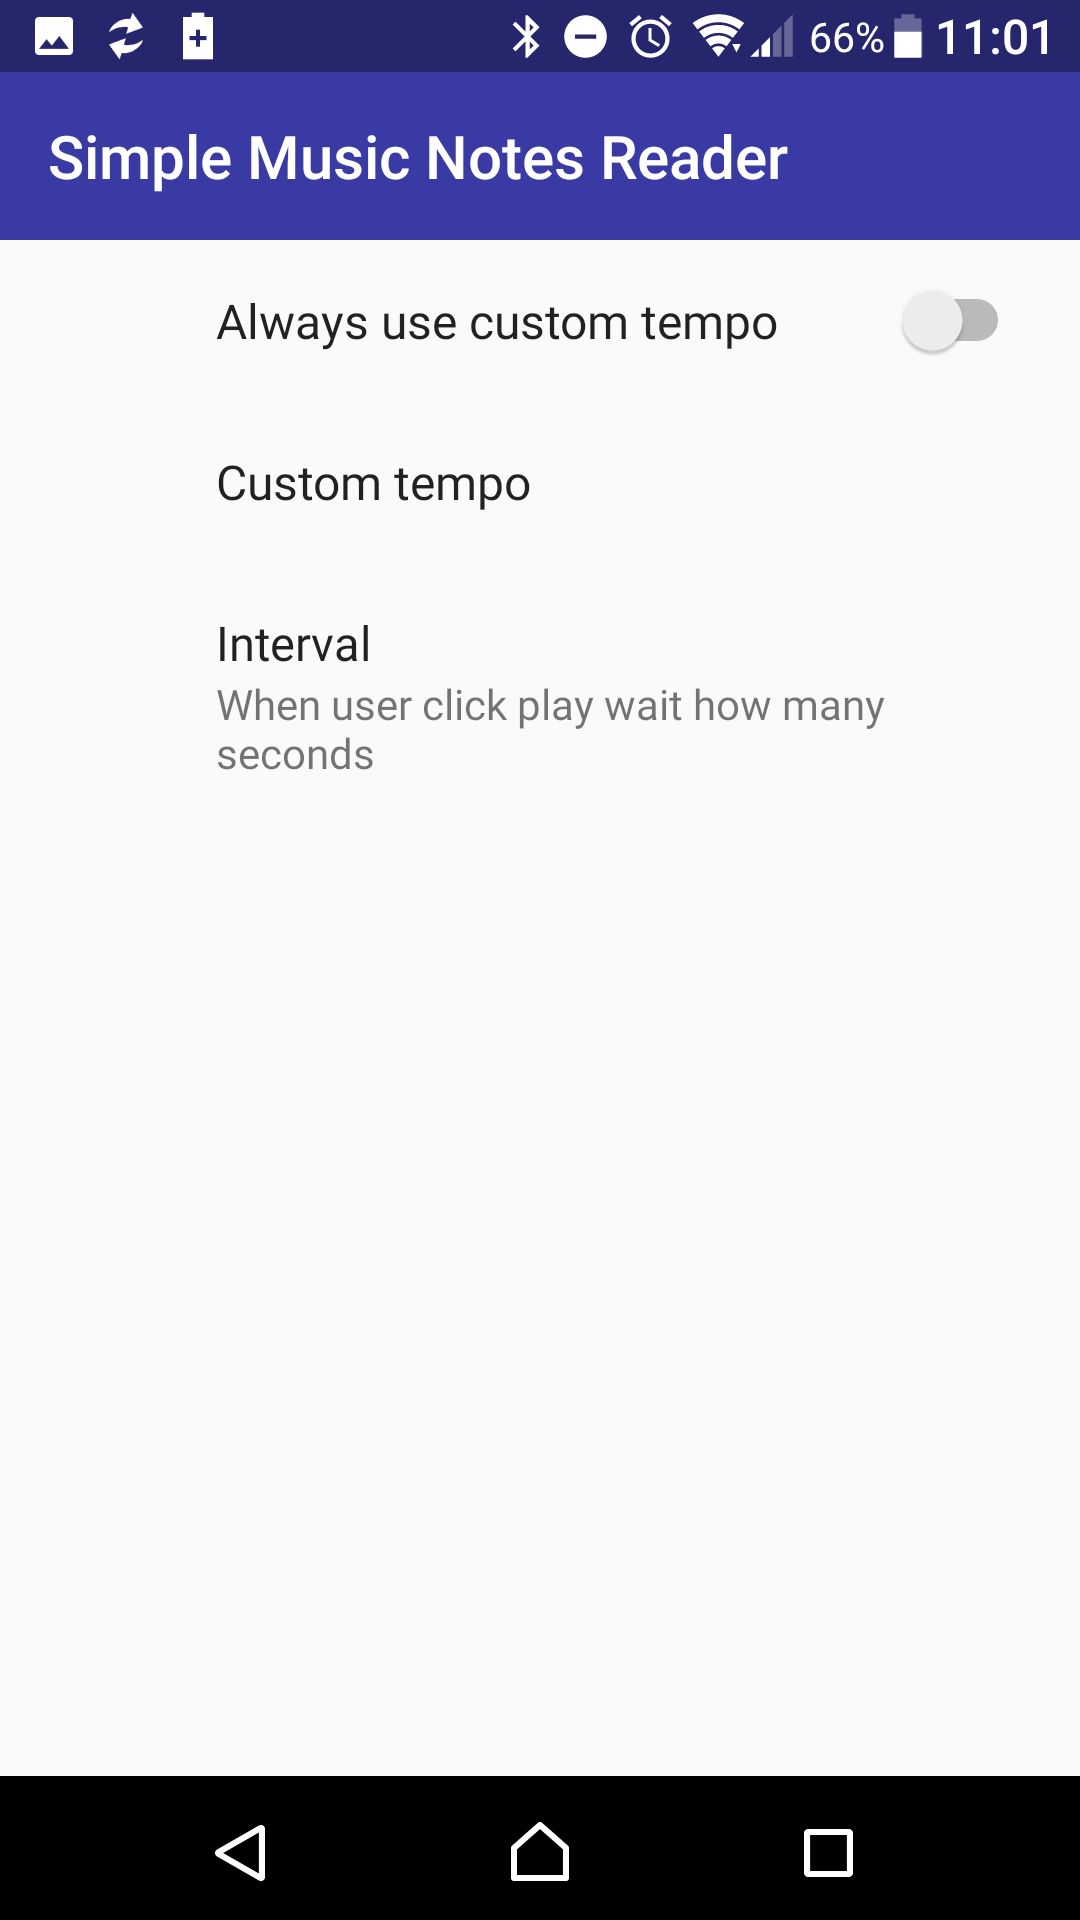 66% 11:01
Simple Music Notes Reader
Always use custom tempo
Custom tempo
Interval
When user click play wait how many
seconds